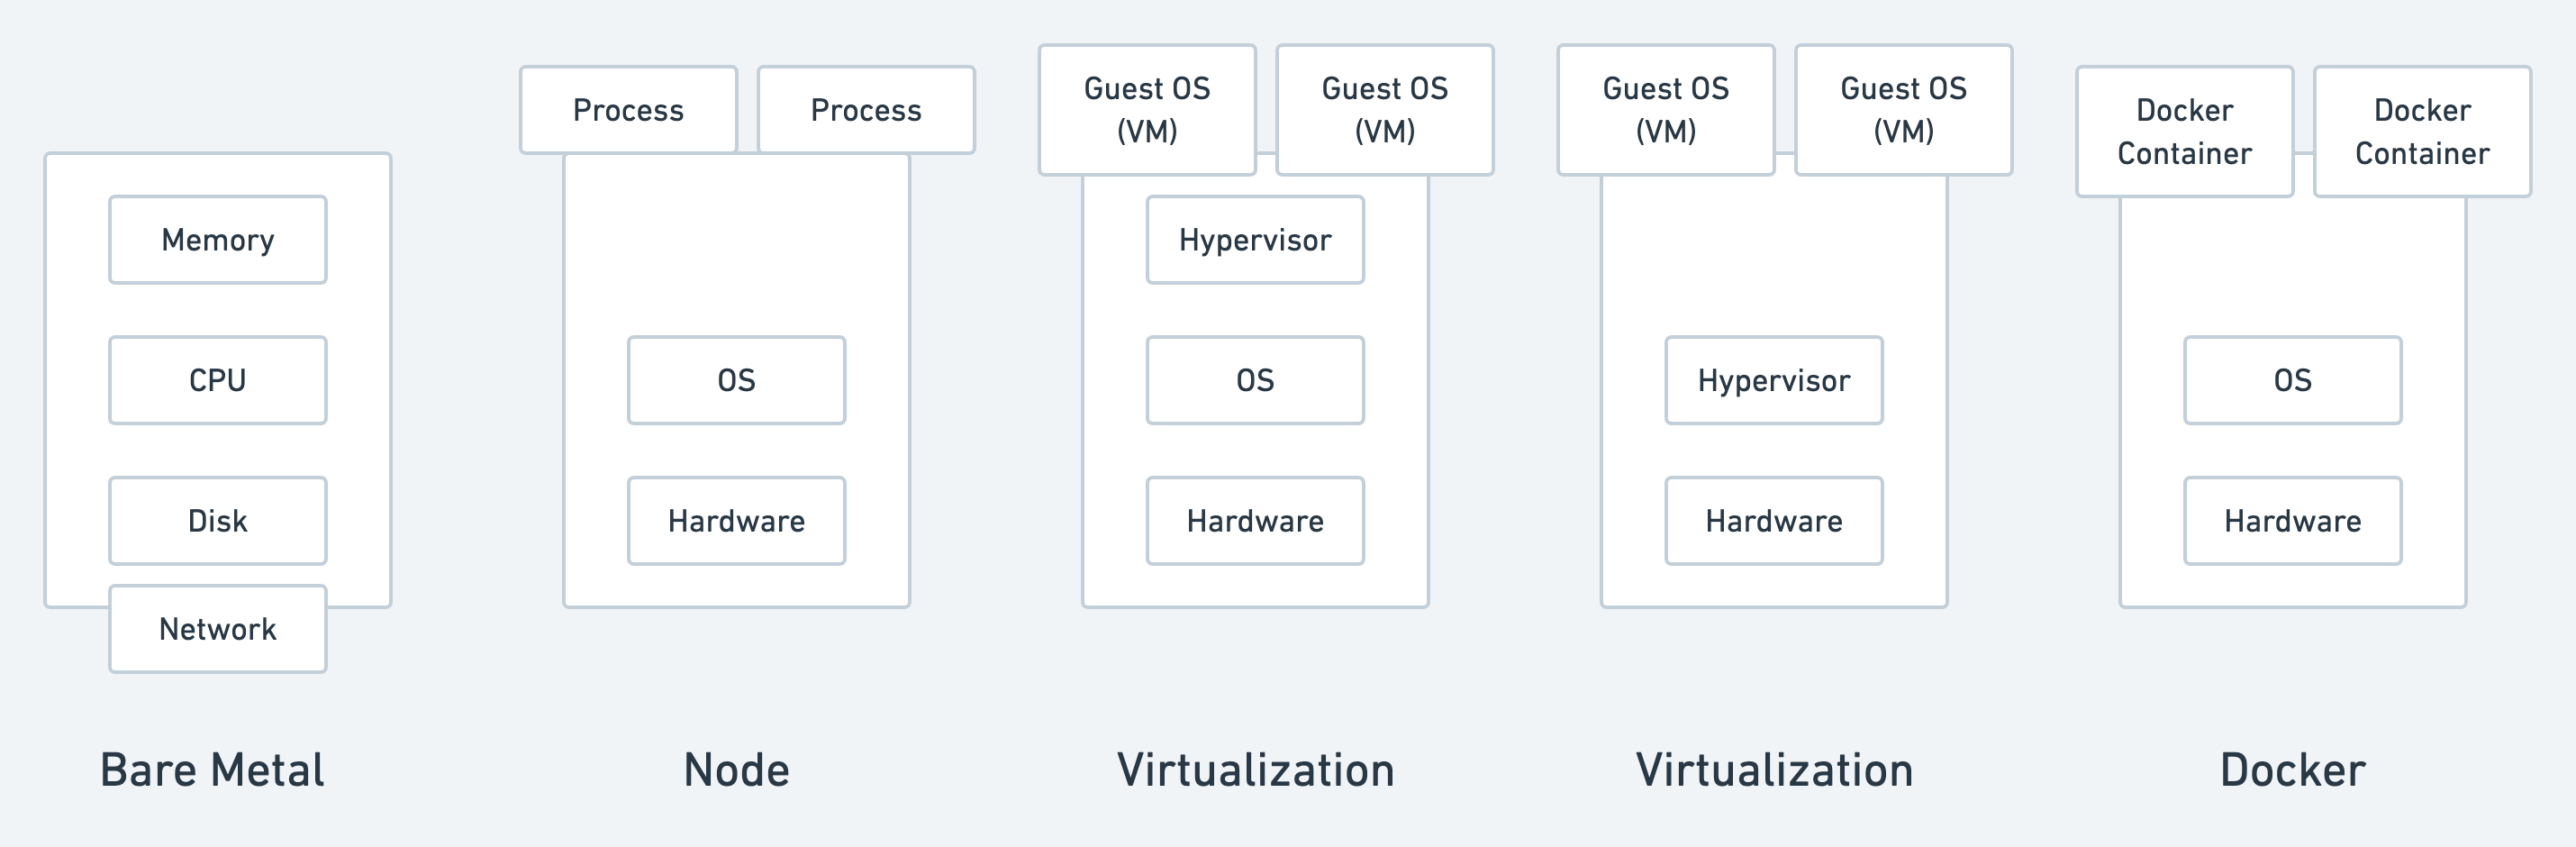 Memory
CPU
Disk
Network
Bare Metal
Process
Process
OS
Hardware
Node
Guest OS
(VM)
Guest OS
(VM)
Hypervisor
OS
Hardware
Virtualization
Guest OS
(VM)
Guest OS
(VM)
Hypervisor
Hardware
Virtualization
Docker
Container
Docker
Container
OS
Hardware
Docker